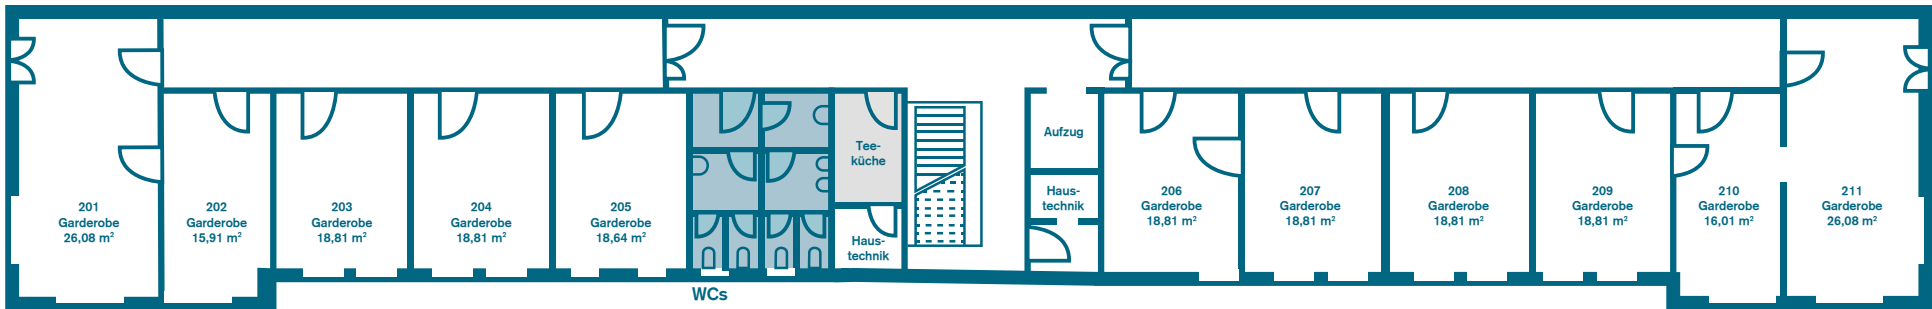 201
Garderobe
26,08 m²
202
Garderobe
15,91 m²
203
Garderobe
18,81 m²
204
Garderobe
18,81 m²
205
Garderobe
18,64 m²
WCs
Tee-
küche
Haus-
technik
Aufzug
Haus-
technik
206
Garderobe
18,81 m²
207
Garderobe
18,81 m²
208
Garderobe
18,81 m²
209
Garderobe
18,81 m²
210
Garderobe
16,01 m²
211
Garderobe
26,08 m²